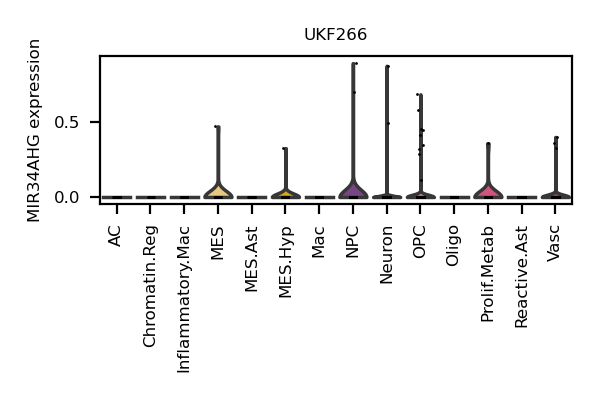 UKF266
MIR34AHG expression
0.5
0.0
AC
Chromatin.Reg
Inflammatory.Mac
MES
MES.Ast
MES.Hyp
Mac
NPC
Neuron
OPC
Oligo
Prolif.Metab
Reactive.Ast
Vasc